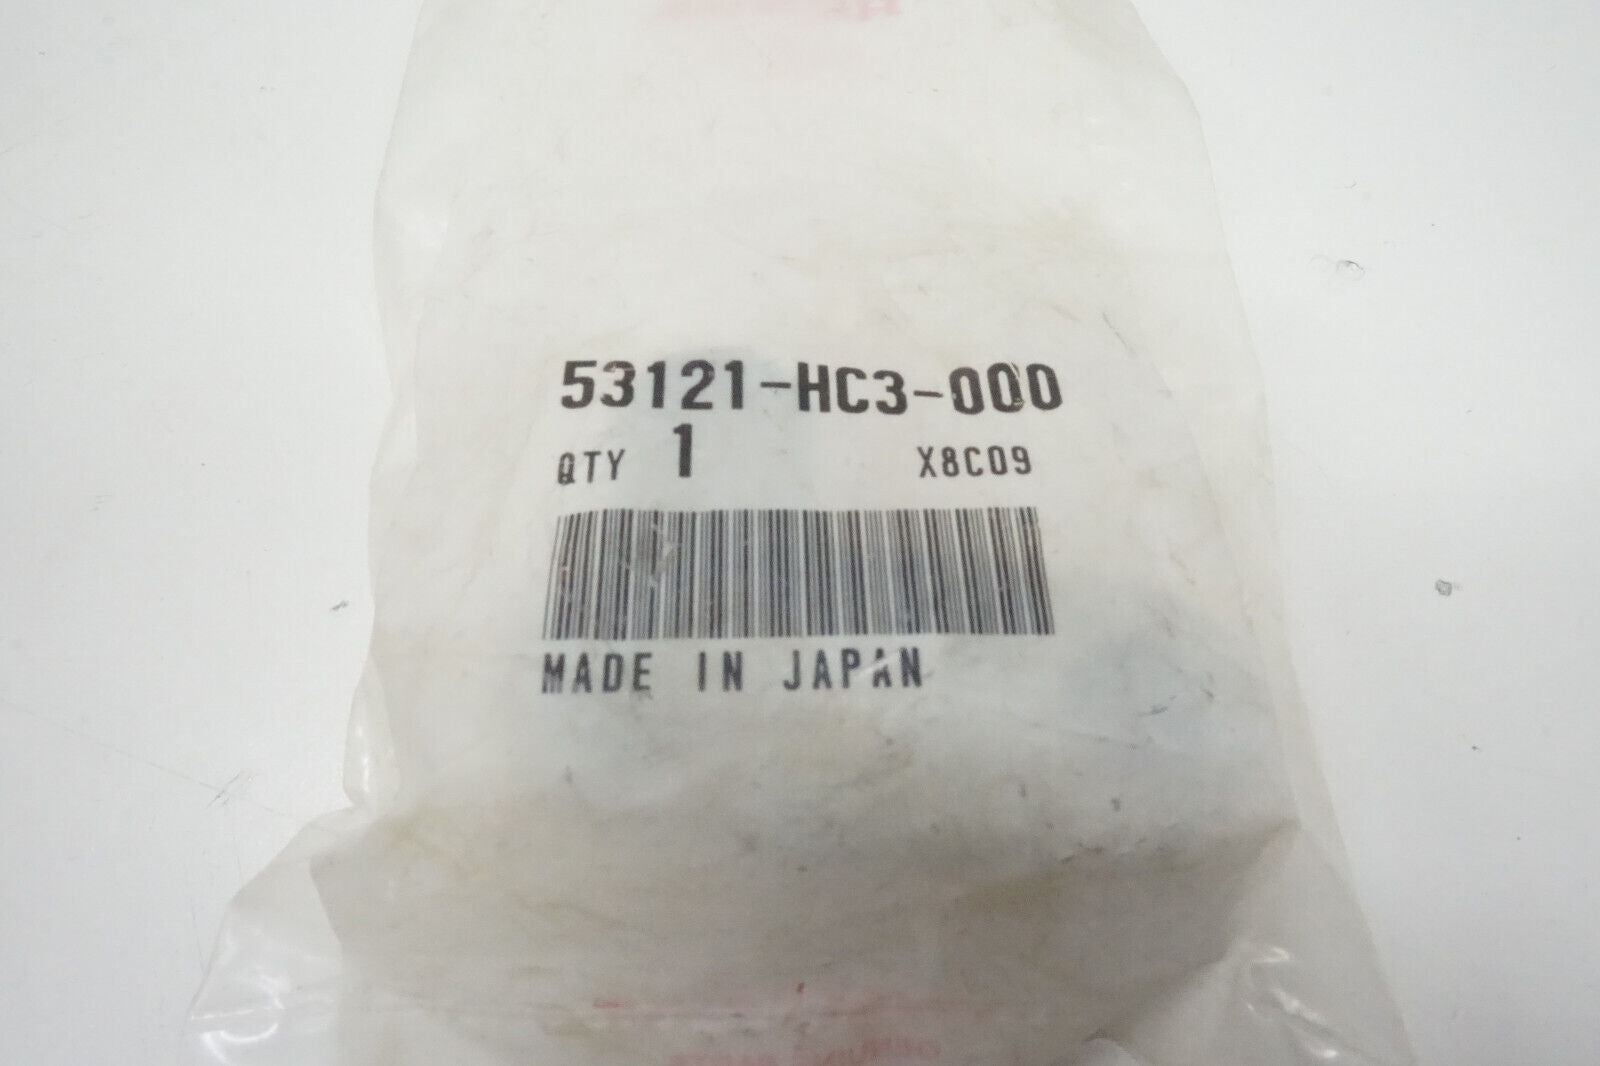 53121-HC3-000
QTY 1 X8C09
MADE IN JAPAN